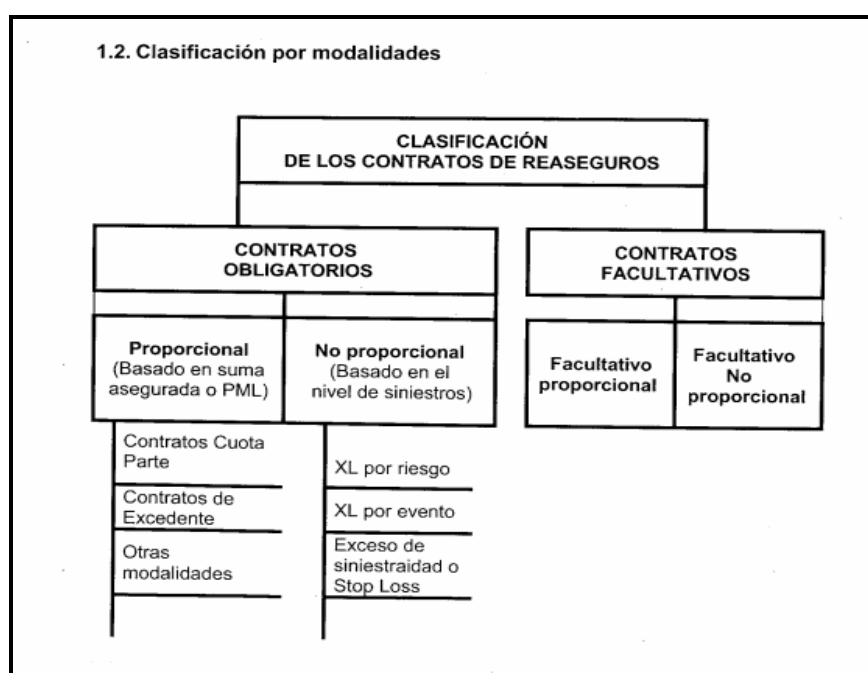 1.2. Clasificación por modalidades
CLASIFICACIÓN
DE LOS CONTRATOS DE REASEGUROS
CONTRATOS
OBLIGATORIOS
CONTRATOS
FACULTATIVOS
Proporcional
(Basado en suma
asegurada o PML)
No proporcional
(Basado en el
nivel de siniestros)
Facultativo
proporcional
Facultativo
No
proporcional
Contratos Cuota
Parte
Contratos de
Excedente
Otras
modalidades
XL por riesgo
XL por evento
Exceso de
siniestraidad o
Stop Loss